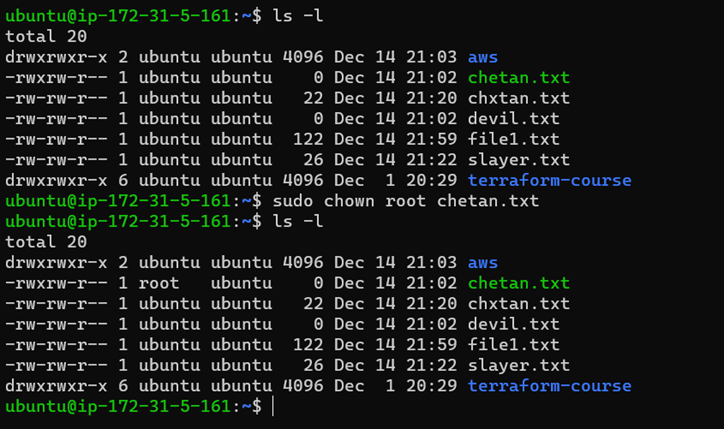 ubuntu@ip-172-31-5-161:~$ ls -l
total 20
drwxrwxr-x 2 ubuntu ubuntu 4096 Dec 14 21:03 aws
-rwxrw-r-- 1 ubuntu ubuntu    0 Dec 14 21:02 chetan.txt
-rw-rw-r-- 1 ubuntu ubuntu   22 Dec 14 21:20 chxtan.txt
-rw-rw-r-- 1 ubuntu ubuntu    0 Dec 14 21:02 devil.txt
-rw-rw-r-- 1 ubuntu ubuntu  122 Dec 14 21:59 file1.txt
-rw-rw-r-- 1 ubuntu ubuntu   26 Dec 14 21:22 slayer.txt
drwxrwxr-x 6 ubuntu ubuntu 4096 Dec  1 20:29 terraform-course
ubuntu@ip-172-31-5-161:~$ sudo chown root chetan.txt
ubuntu@ip-172-31-5-161:~$ ls -l
total 20
drwxrwxr-x 2 ubuntu ubuntu 4096 Dec 14 21:03 aws
-rwxrw-r-- 1 root   ubuntu    0 Dec 14 21:02 chetan.txt
-rw-rw-r-- 1 ubuntu ubuntu   22 Dec 14 21:20 chxtan.txt
-rw-rw-r-- 1 ubuntu ubuntu    0 Dec 14 21:02 devil.txt
-rw-rw-r-- 1 ubuntu ubuntu  122 Dec 14 21:59 file1.txt
-rw-rw-r-- 1 ubuntu ubuntu   26 Dec 14 21:22 slayer.txt
drwxrwxr-x 6 ubuntu ubuntu 4096 Dec  1 20:29 terraform-course
ubuntu@ip-172-31-5-161:~$